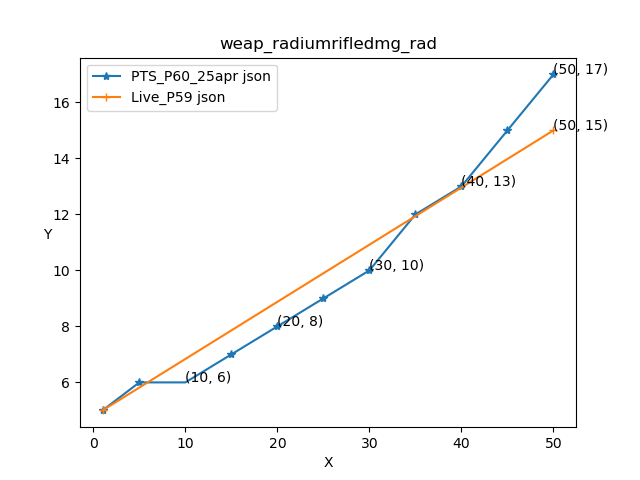 weap_radiumrifledmg_rad
PTS_P60_25apr json
Live_P59 json
(50, 17)
(50, 15)
(40, 13)
(30, 10)
(20, 8)
(10, 6)
Y
16
14
12
10
8
6
0 10 20 30 40 50
X